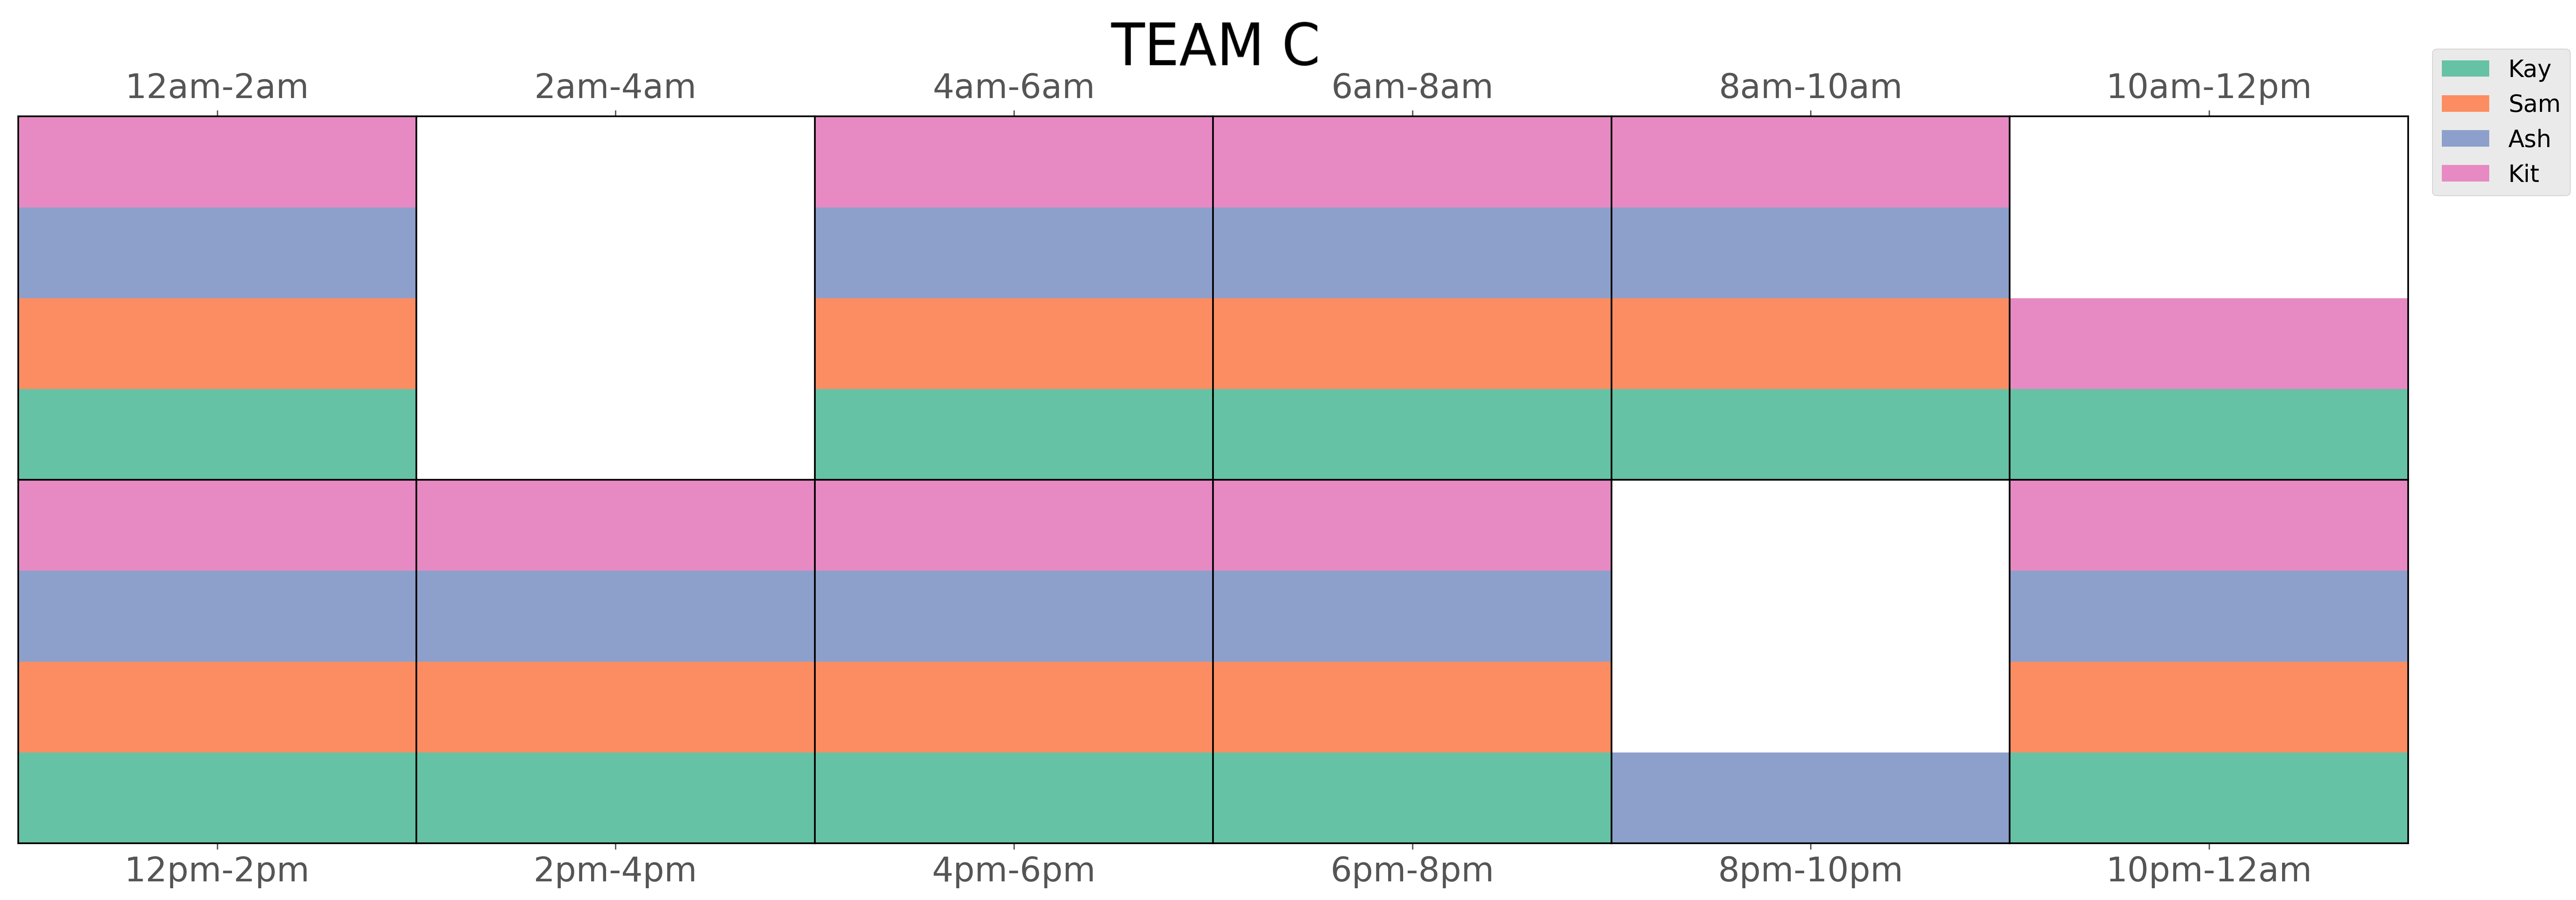 TEAM C
12am-2am 2am-4am 4am-6am 6am-8am 8am-10am 10am-12pm
Kay
Sam
Ash
Kit
12pm-2pm 2pm-4pm 4pm-6pm 6pm-8pm 8pm-10pm 10pm-12am